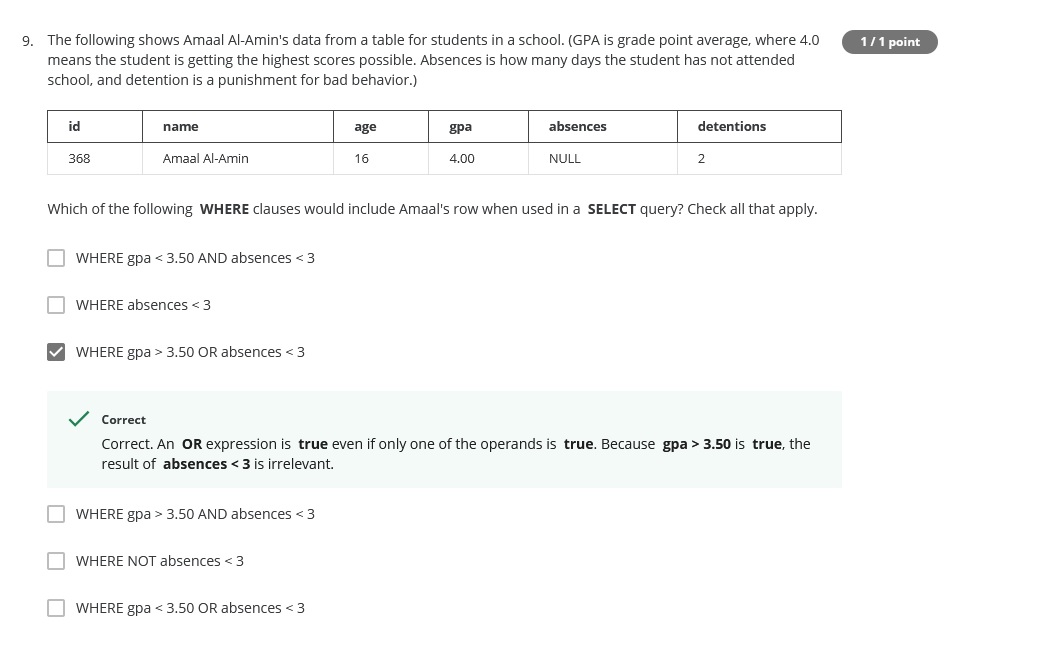 9. The following shows Amaal Al-Amin's data from a table for students in a school. (GPA is grade point average, where 4.0 1 / 1 point
means the student is getting the highest scores possible. Absences is how many days the student has not attended
school, and detention is a punishment for bad behavior.)
id name age gpa absences detentions
368 Amaal Al-Amin 16 4.00 NULL 2
Which of the following WHERE clauses would include Amaal's row when used in a SELECT query? Check all that apply.
WHERE gpa < 3.50 AND absences < 3
WHERE absences < 3
WHERE gpa > 3.50 OR absences < 3
Correct
Correct. An OR expression is true even if only one of the operands is true. Because gpa > 3.50 is true, the
result of absences < 3 is irrelevant.
WHERE gpa > 3.50 AND absences < 3
WHERE NOT absences < 3
WHERE gpa < 3.50 OR absences < 3